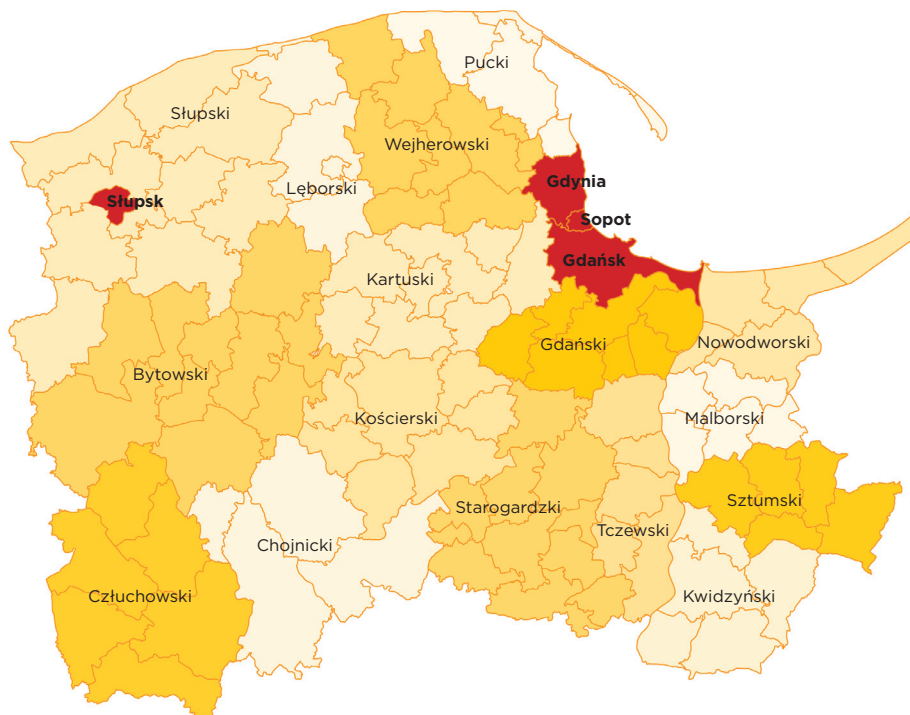 Pucki
Słupski
Wejherowski
Gdynia
Lęborski
Słupsk
Sopot
Gdańsk
Kartuski
Gdański
Nowodworski
Bytowski
Kościerski
Malborski
Sztumski
Starogardzki
Tczewski
Chojnicki
Człuchowski
Kwidzyński